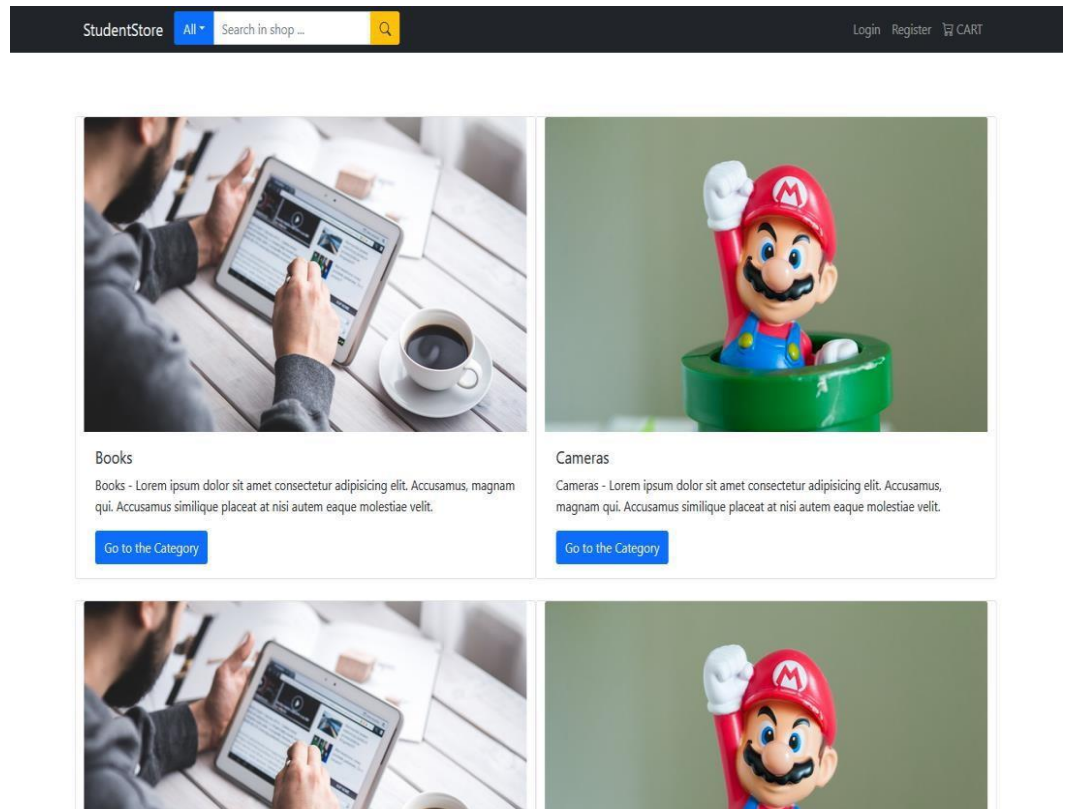 StudentStore All Search in shop ... Login Register CART
Books
Books - Lorem ipsum dolor sit amet consectetur adipisicing elit. Accusamus, magnam
qui. Accusamus similique placeat at nisi autem eaque molestiae velit.
Go to the Category
Cameras
Cameras - Lorem ipsum dolor sit amet consectetur adipisicing elit. Accusamus,
magnam qui. Accusamus similique placeat at nisi autem eaque molestiae velit.
Go to the Category
M
M